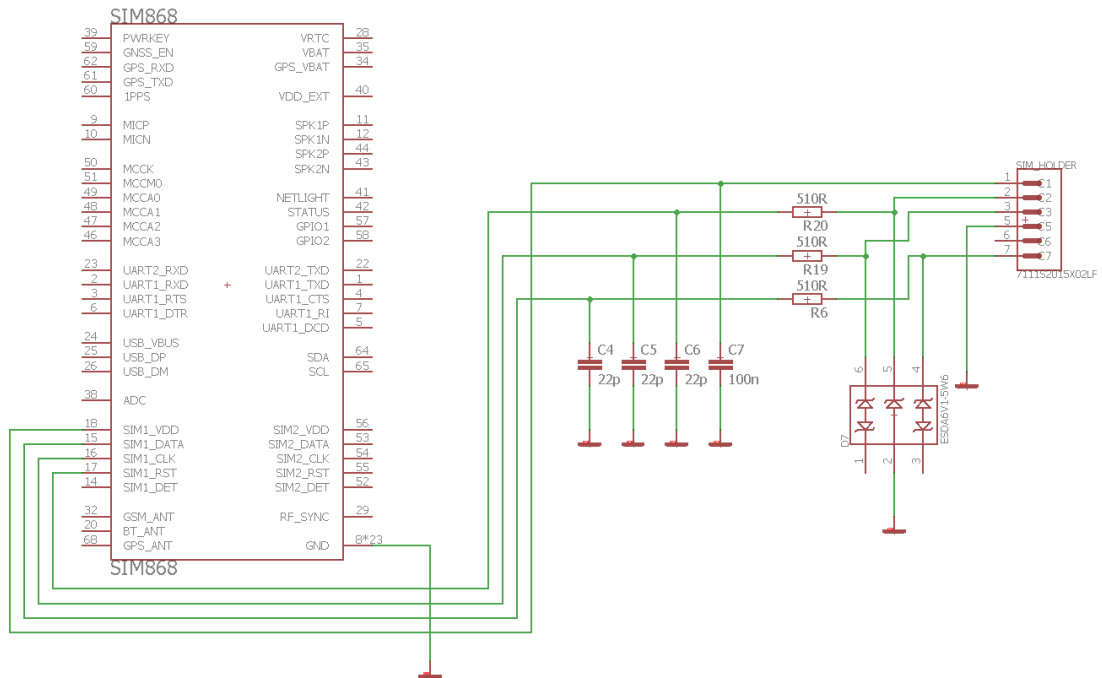 SIM868
39 PWRKEY VRTC 28
59 GNSS_EN VBAT 35
62 GPS_RXD GPS_VBAT 34
61 GPS_TXD
60 1PPS VDD_EXT 40
9 MICP SPK1P 11
10 MICN SPK1N 12
SPK2P 44
50 MCCK SPK2N 43
51 MCCM0
49 MCCA0 NETLIGHT 41
48 MCCA1 STATUS 42
47 MCCA2 GPIO1 57
46 MCCA3 GPIO2 58
23 UART2_RXD UART2_TXD 22
2 UART1_RXD UART1_TXD 1
3 UART1_RTS UART1_CTS 4
6 UART1_DTR UART1_RI 7
UART1_DCD 5
24 USB_VBUS
25 USB_DP SDA 64
26 USB_DM SCL 65
38 ADC
18 SIM1_VDD SIM2_VDD 56
15 SIM1_DATA SIM2_DATA 53
16 SIM1_CLK SIM2_CLK 54
17 SIM1_RST SIM2_RST 55
14 SIM1_DET SIM2_DET 52
32 GSM_ANT RF_SYNC 29
20 BT_ANT
68 GPS_ANT GND 8*23
SIM868
510R
R20
510R
R19
510R
R6
C4
22p
C5
22p
C6
22p
C7
100n
SIM_HOLDER
1 C1
2 C2
3 C3
5 C5
6 C6
7 C7
7111S2015X02LF
6 5 4
D7
ESDA6V1-5W6
1 2 3